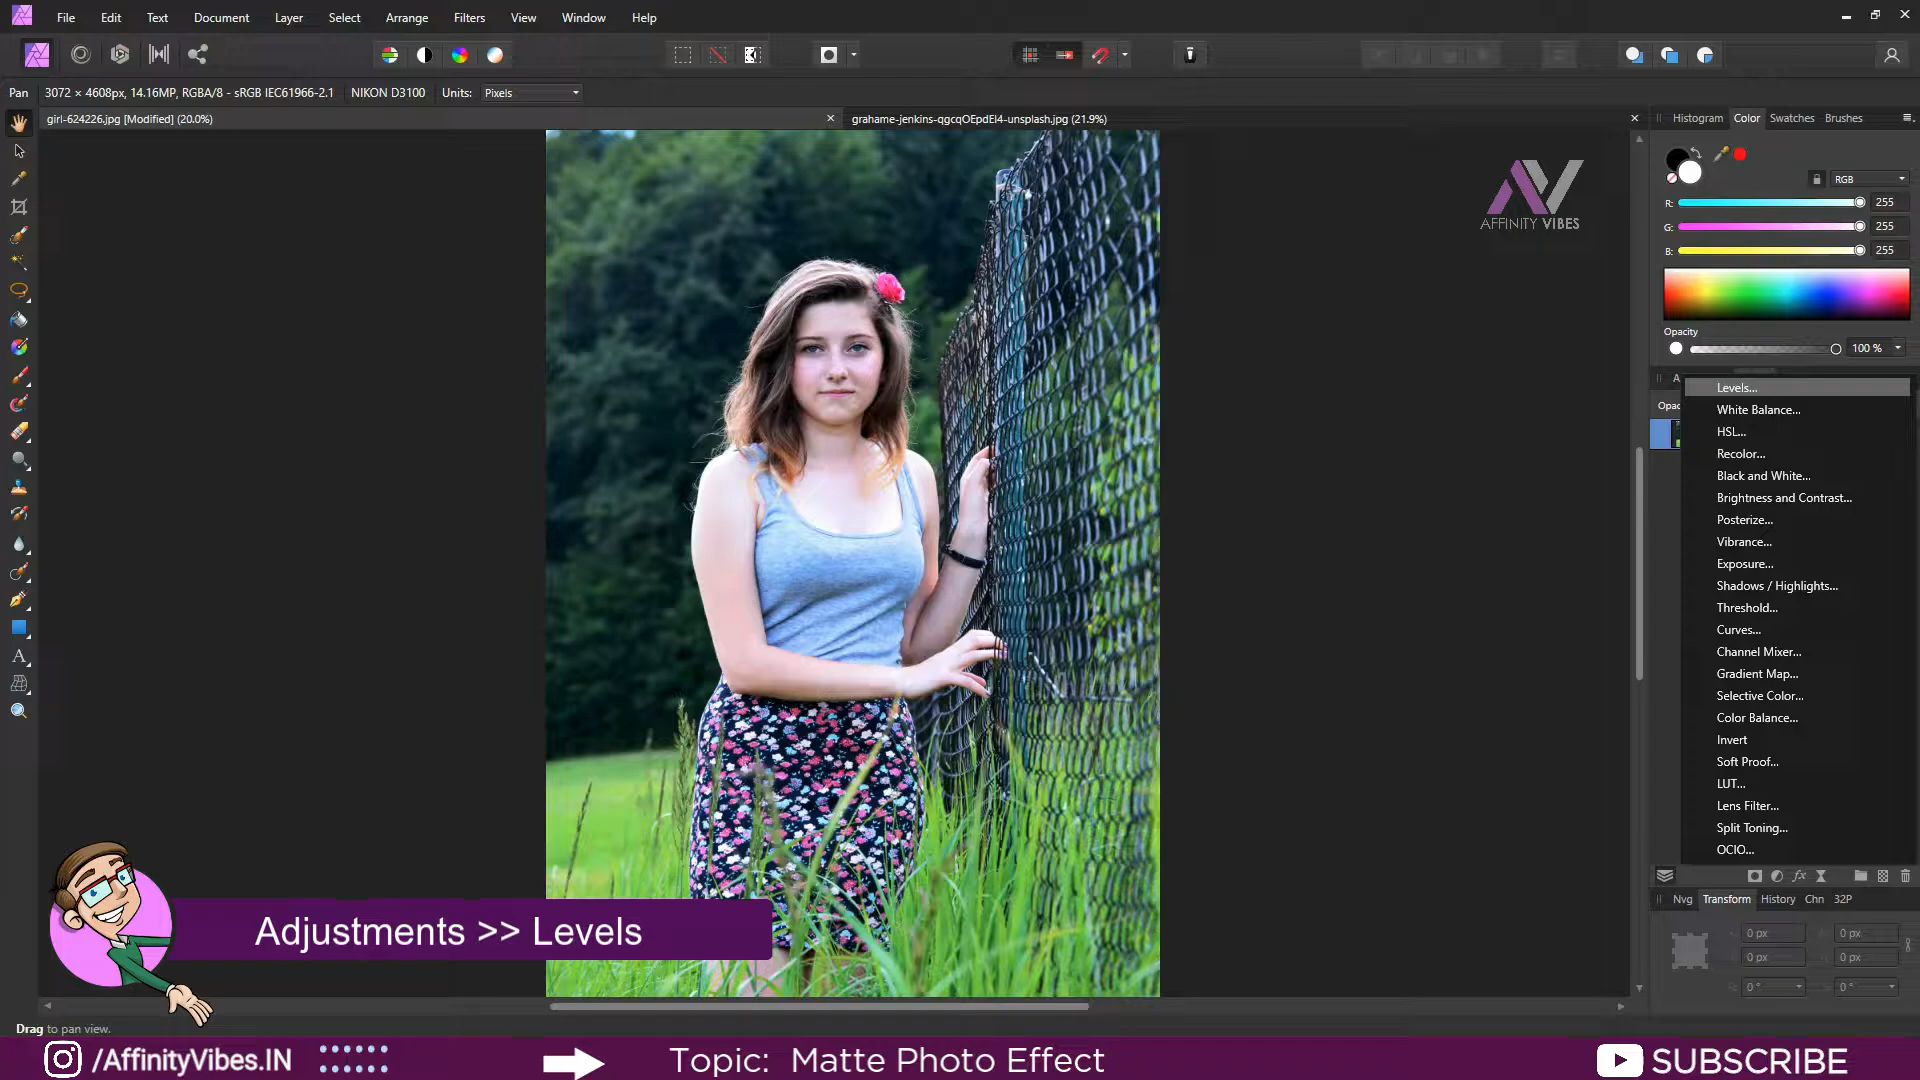 File Edit Text Document Layer Select Arrange Filters View Window Help
Pan 3072 × 4608px, 14.16MP, RGBA/8 - sRGB IEC61966-2.1 NIKON D3100 Units: Pixels
girl-624226.jpg [Modified] (20.0%) grahame-jenkins-qgcqOEpdEl4-unsplash.jpg (21.9%)
Histogram Color Swatches Brushes
RGB
R: 255
G: 255
B: 255
Opacity
100 %
AFFINITY VIBES
A
Opac
Levels...
White Balance...
HSL...
Recolor...
Black and White...
Brightness and Contrast...
Posterize...
Vibrance...
Exposure...
Shadows / Highlights...
Threshold...
Curves...
Channel Mixer...
Gradient Map...
Selective Color...
Color Balance...
Invert
Soft Proof...
LUT...
Lens Filter...
Split Toning...
OCIO...
fx
Nvg Transform History Chn 32P
0 px 0 px
0 px 0 px
0 ° 0 °
Adjustments >> Levels
Drag to pan view.
/AffinityVibes.IN Topic: Matte Photo Effect SUBSCRIBE